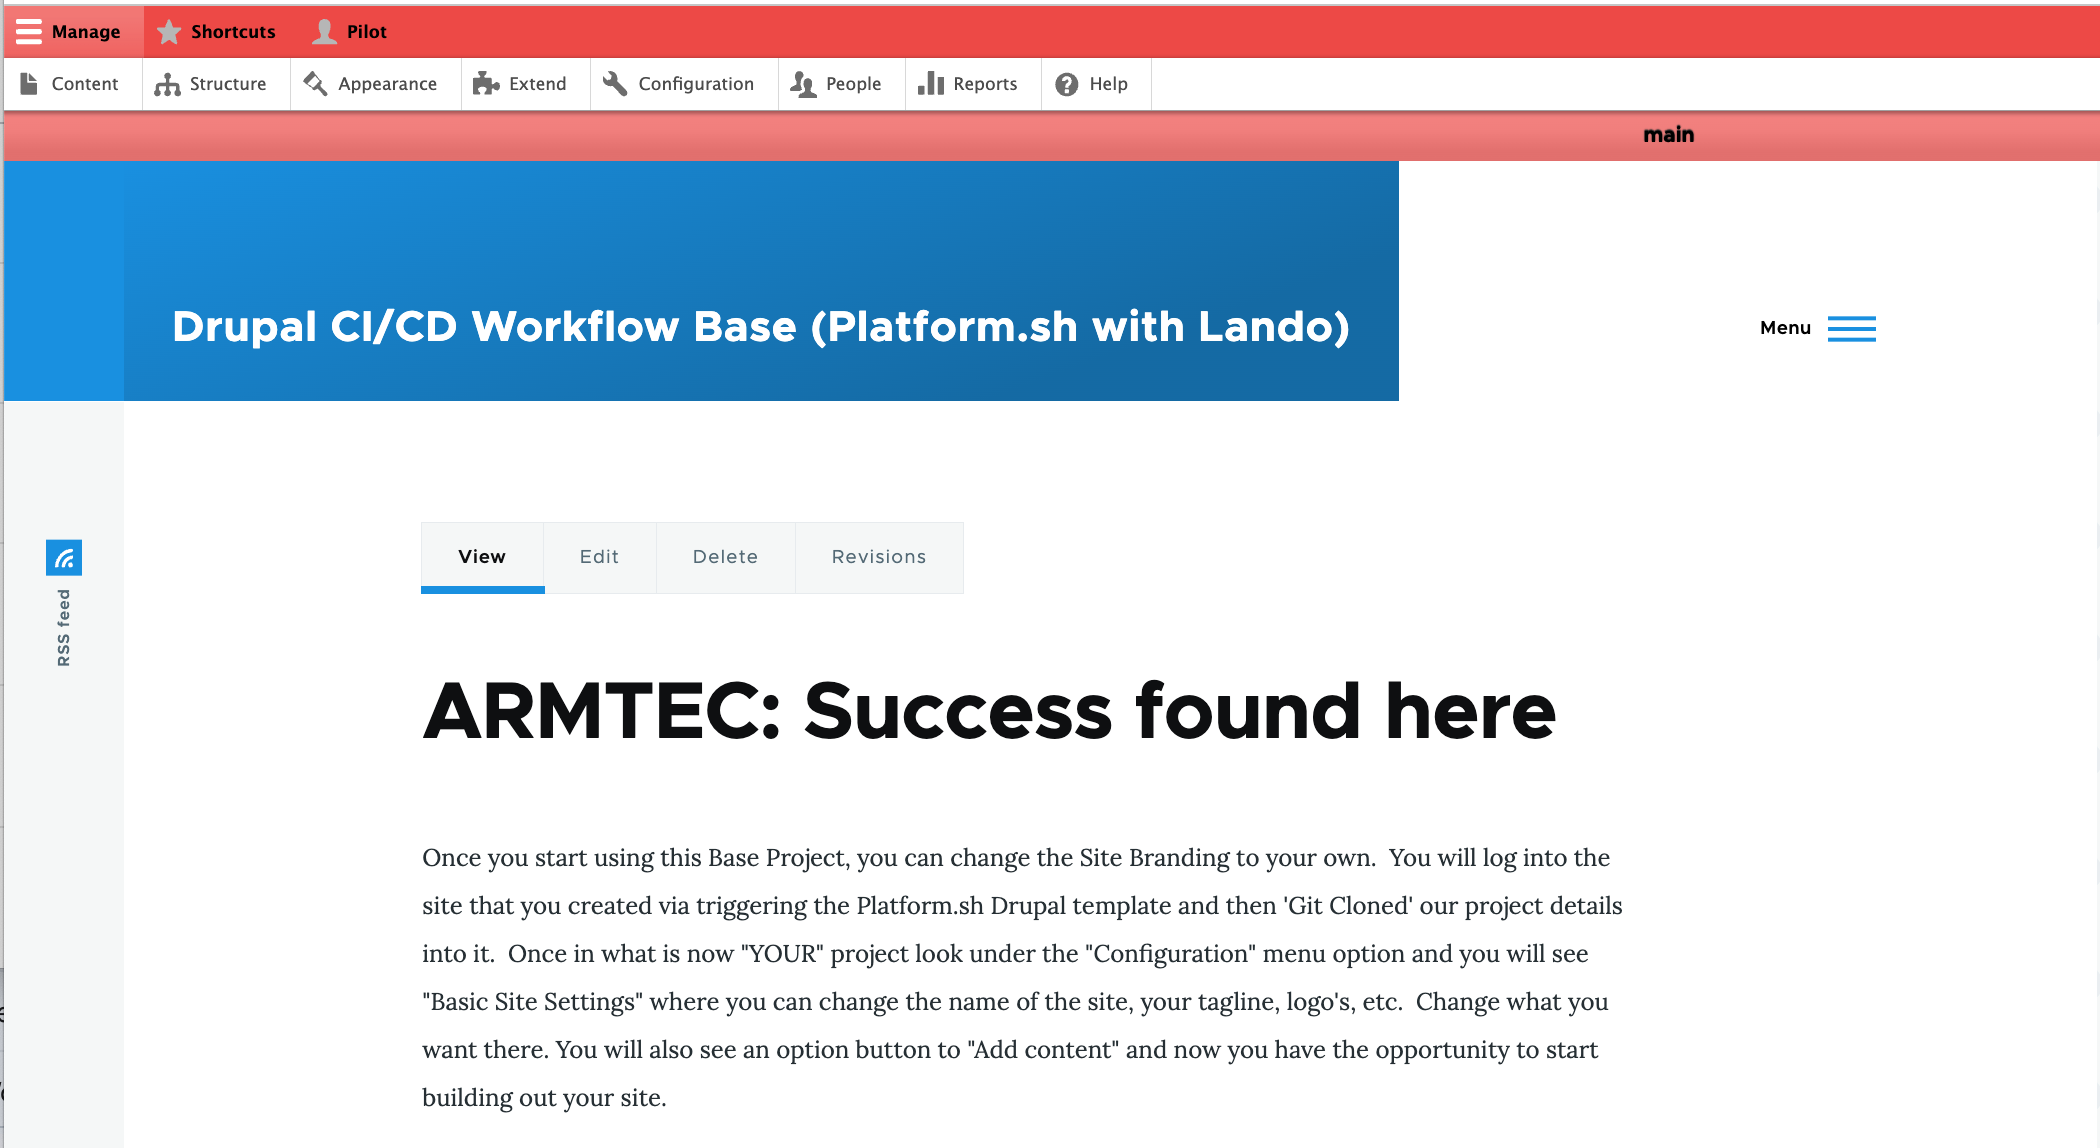 Manage Shortcuts Pilot
Content Structure Appearance Extend Configuration People Reports Help
main
Drupal CI/CD Workflow Base (Platform.sh with Lando)
Menu
RSS feed
View Edit Delete Revisions
ARMTEC: Success found here
Once you start using this Base Project, you can change the Site Branding to your own.  You will log into the
site that you created via triggering the Platform.sh Drupal template and then 'Git Cloned' our project details
into it.  Once in what is now "YOUR" project look under the "Configuration" menu option and you will see
"Basic Site Settings" where you can change the name of the site, your tagline, logo's, etc.  Change what you
want there. You will also see an option button to "Add content" and now you have the opportunity to start
building out your site.